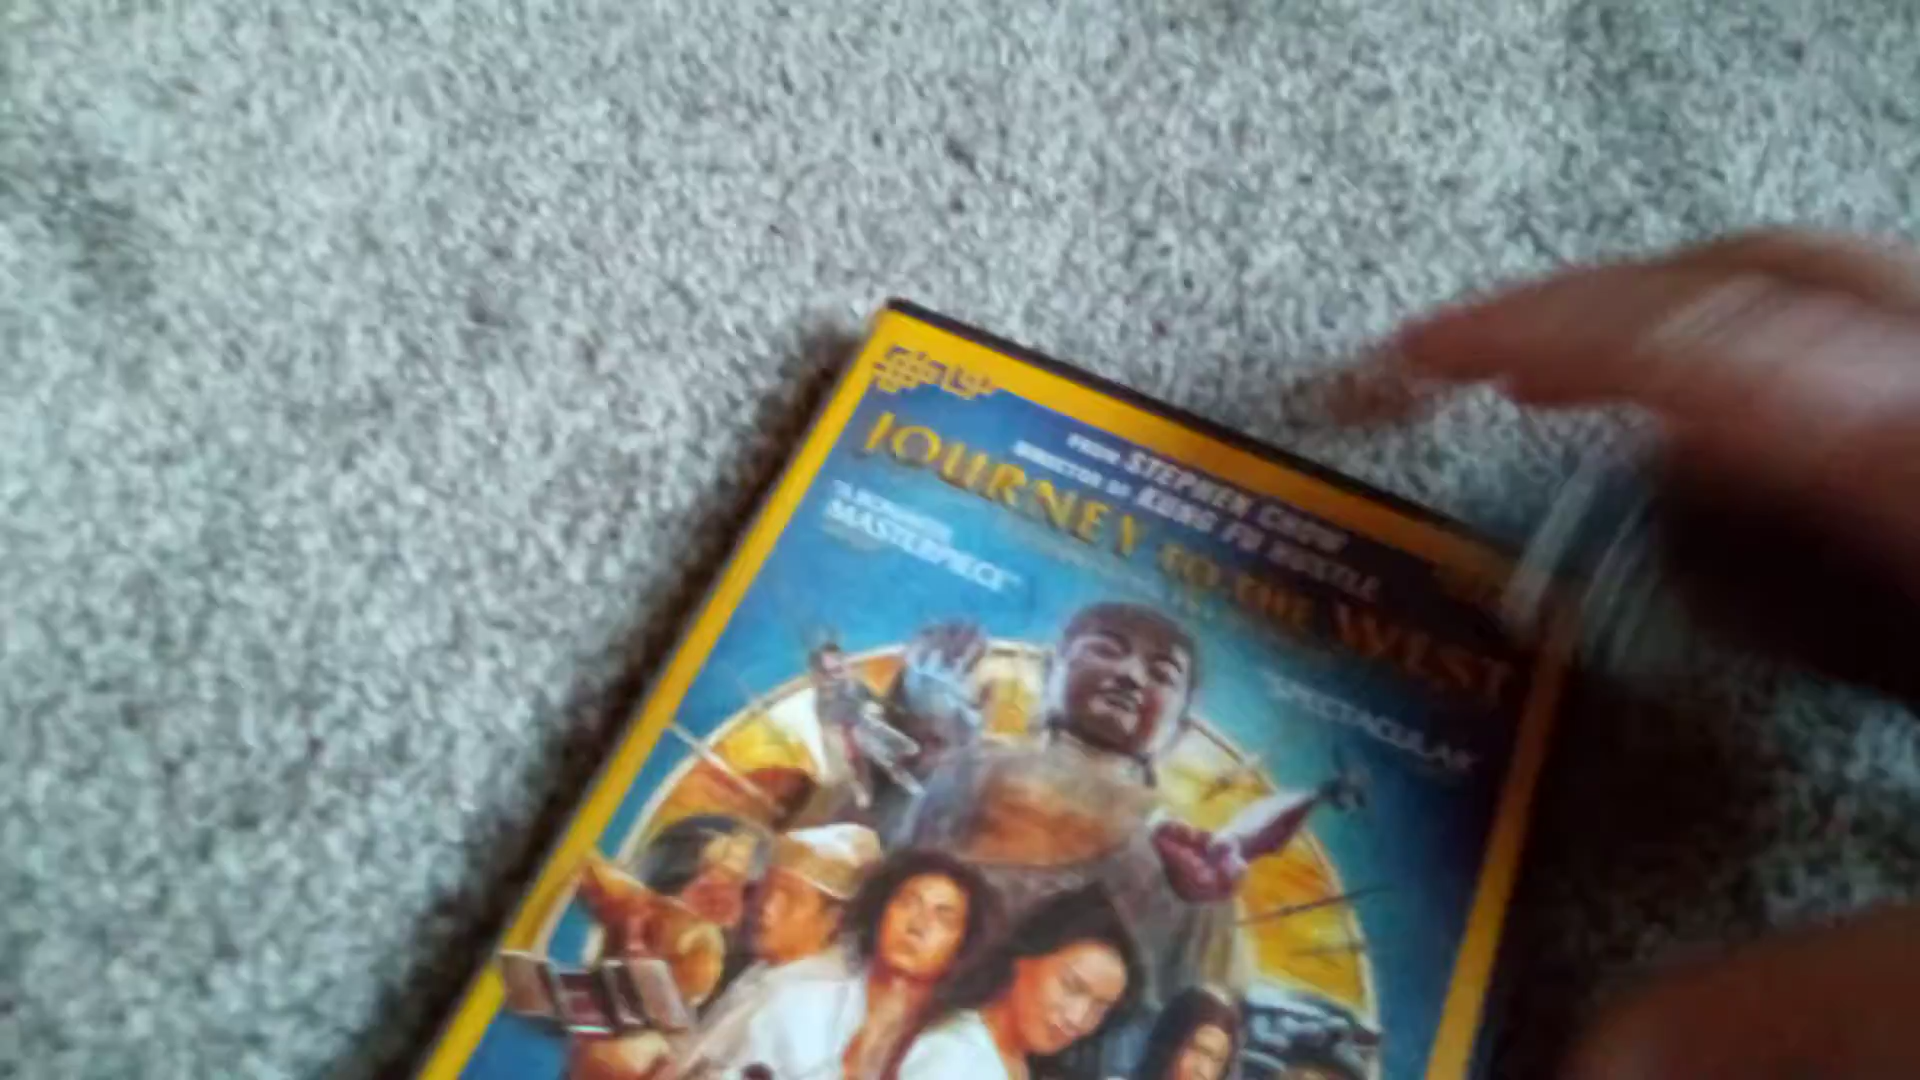 FROM STEPHEN CHOW
DIRECTOR OF KUNG FU HUSTLE
JOURNEY TO THE WEST
MASTERPIECE"
SPECTACULAR